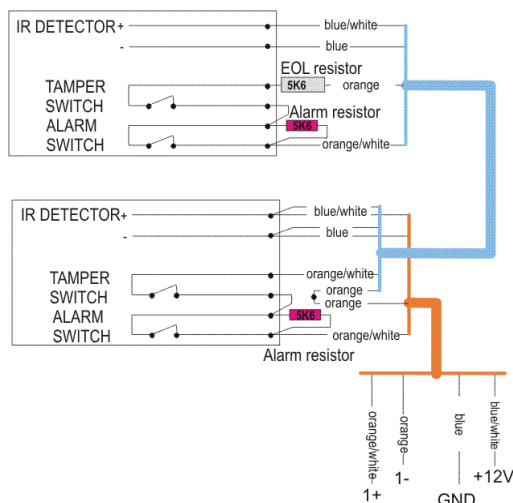 IR DETECTOR+
blue/white
-
blue
EOL resistor
TAMPER
5K6
orange
SWITCH
Alarm resistor
ALARM
5K6
SWITCH
orange/white
IR DETECTOR+
blue/white
-
blue
TAMPER
orange/white
SWITCH
orange
orange
ALARM
5K6
SWITCH
orange/white
Alarm resistor
orange/white
orange
blue
blue/white
1+
1-
GND
+12V